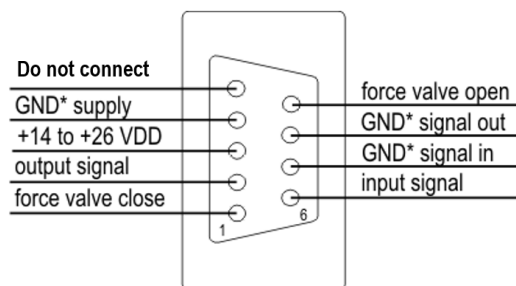 Do not connect
GND* supply
+14 to +26 VDD
output signal
force valve close
force valve open
GND* signal out
GND* signal in
input signal
1
6